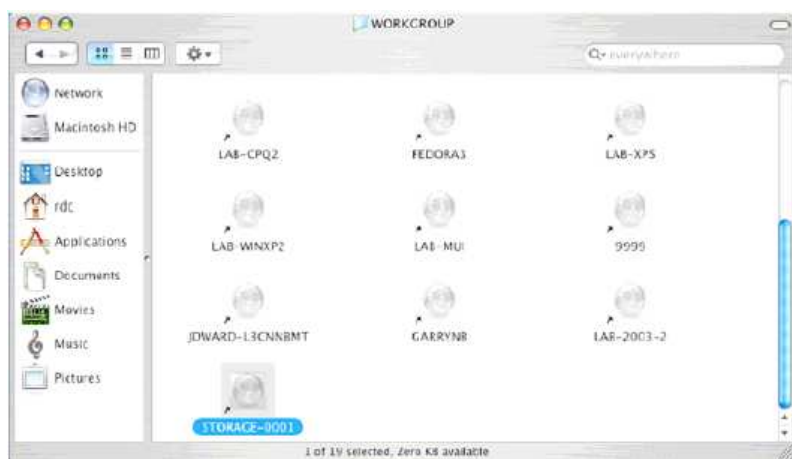 WORKGROUP
everywhere
Network
Macintosh HD
Desktop
rdc
Applications
Documents
Movies
Music
Pictures
LAB-CPQ2
FEDORA3
LAB-XPS
LAB-WINXP2
LAB-MUI
9999
JDWARD-L3CNNBMT
GARRYNB
LAB-2003-2
STORAGE-0001
1 of 19 selected, Zero KB available